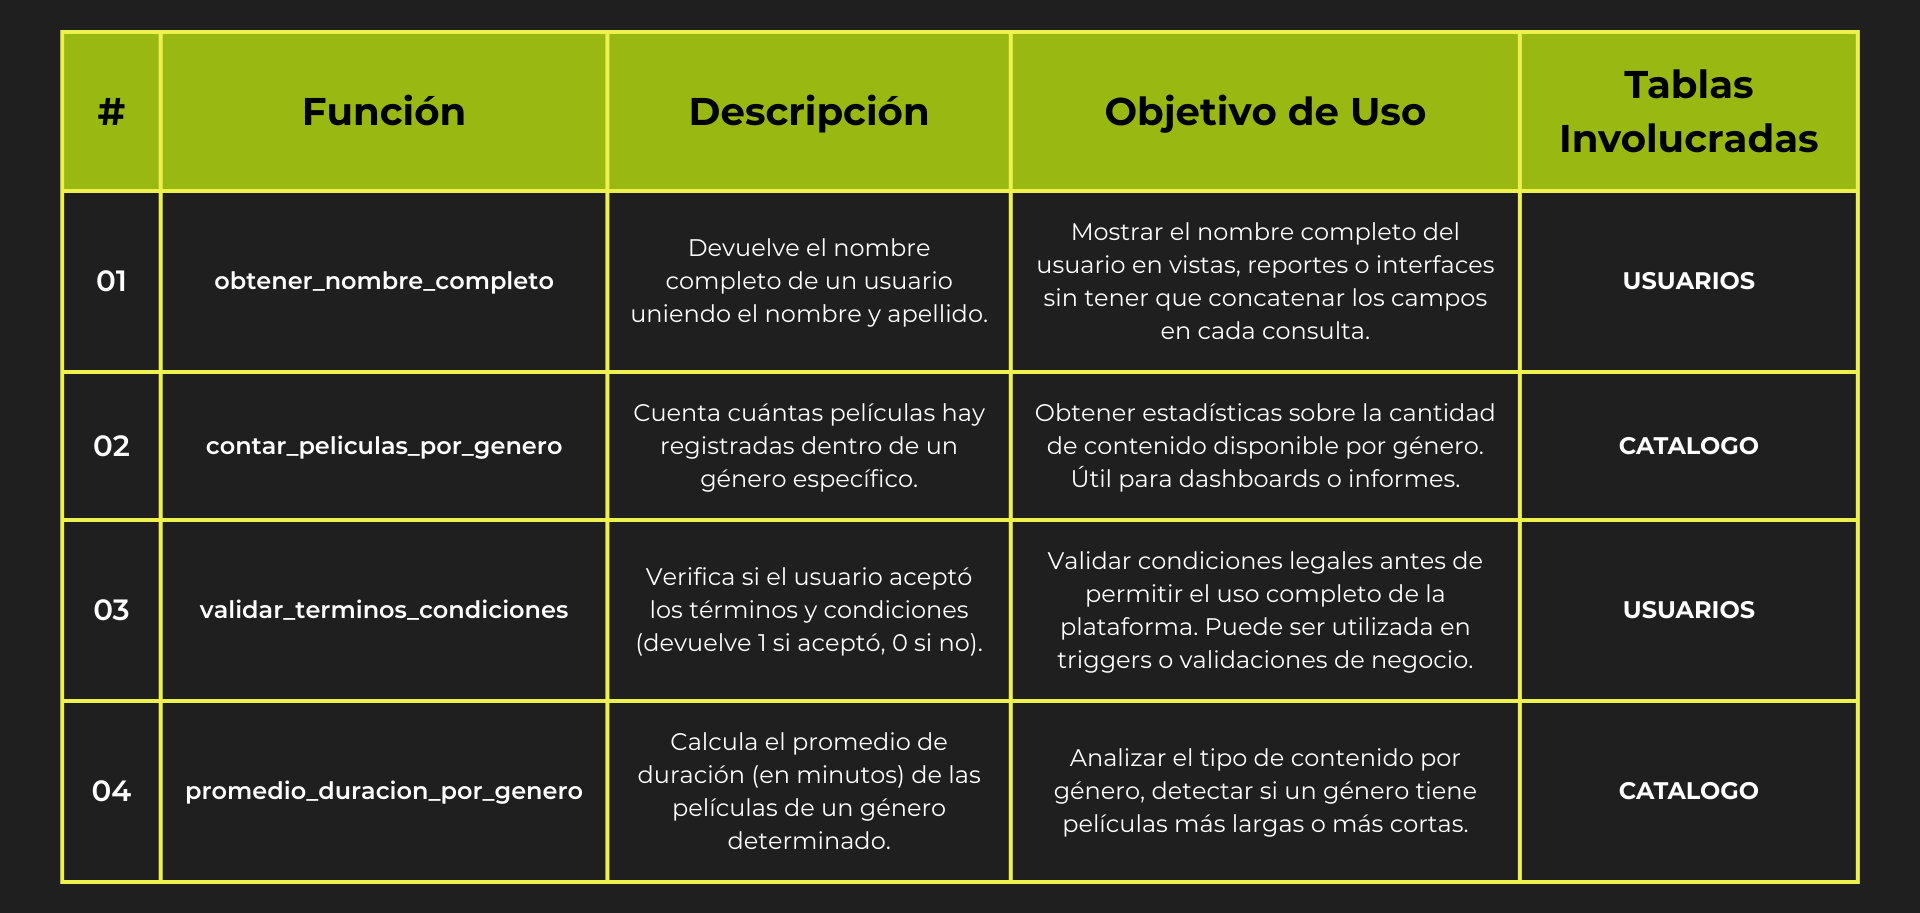 #
Función
Descripción
Objetivo de Uso
Tablas
Involucradas
01
obtener_nombre_completo
Devuelve el nombre
completo de un usuario
uniendo el nombre y apellido.
Mostrar el nombre completo del
usuario en vistas, reportes o interfaces
sin tener que concatenar los campos
en cada consulta.
USUARIOS
02
contar_peliculas_por_genero
Cuenta cuántas películas hay
registradas dentro de un
género específico.
Obtener estadísticas sobre la cantidad
de contenido disponible por género.
Útil para dashboards o informes.
CATALOGO
03
validar_terminos_condiciones
Verifica si el usuario aceptó
los términos y condiciones
(devuelve 1 si aceptó, 0 si no).
Validar condiciones legales antes de
permitir el uso completo de la
plataforma. Puede ser utilizada en
triggers o validaciones de negocio.
USUARIOS
04
promedio_duracion_por_genero
Calcula el promedio de
duración (en minutos) de las
películas de un género
determinado.
Analizar el tipo de contenido por
género, detectar si un género tiene
películas más largas o más cortas.
CATALOGO